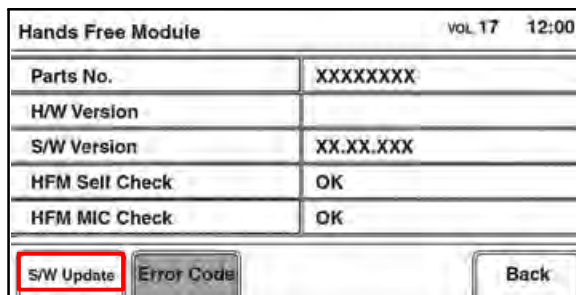 Hands Free Module VOL. 17 12:00
Parts No. XXXXXXXX
H/W Version
S/W Version XX.XX.XXX
HFM Self Check OK
HFM MIC Check OK
S/W Update Error Code Back